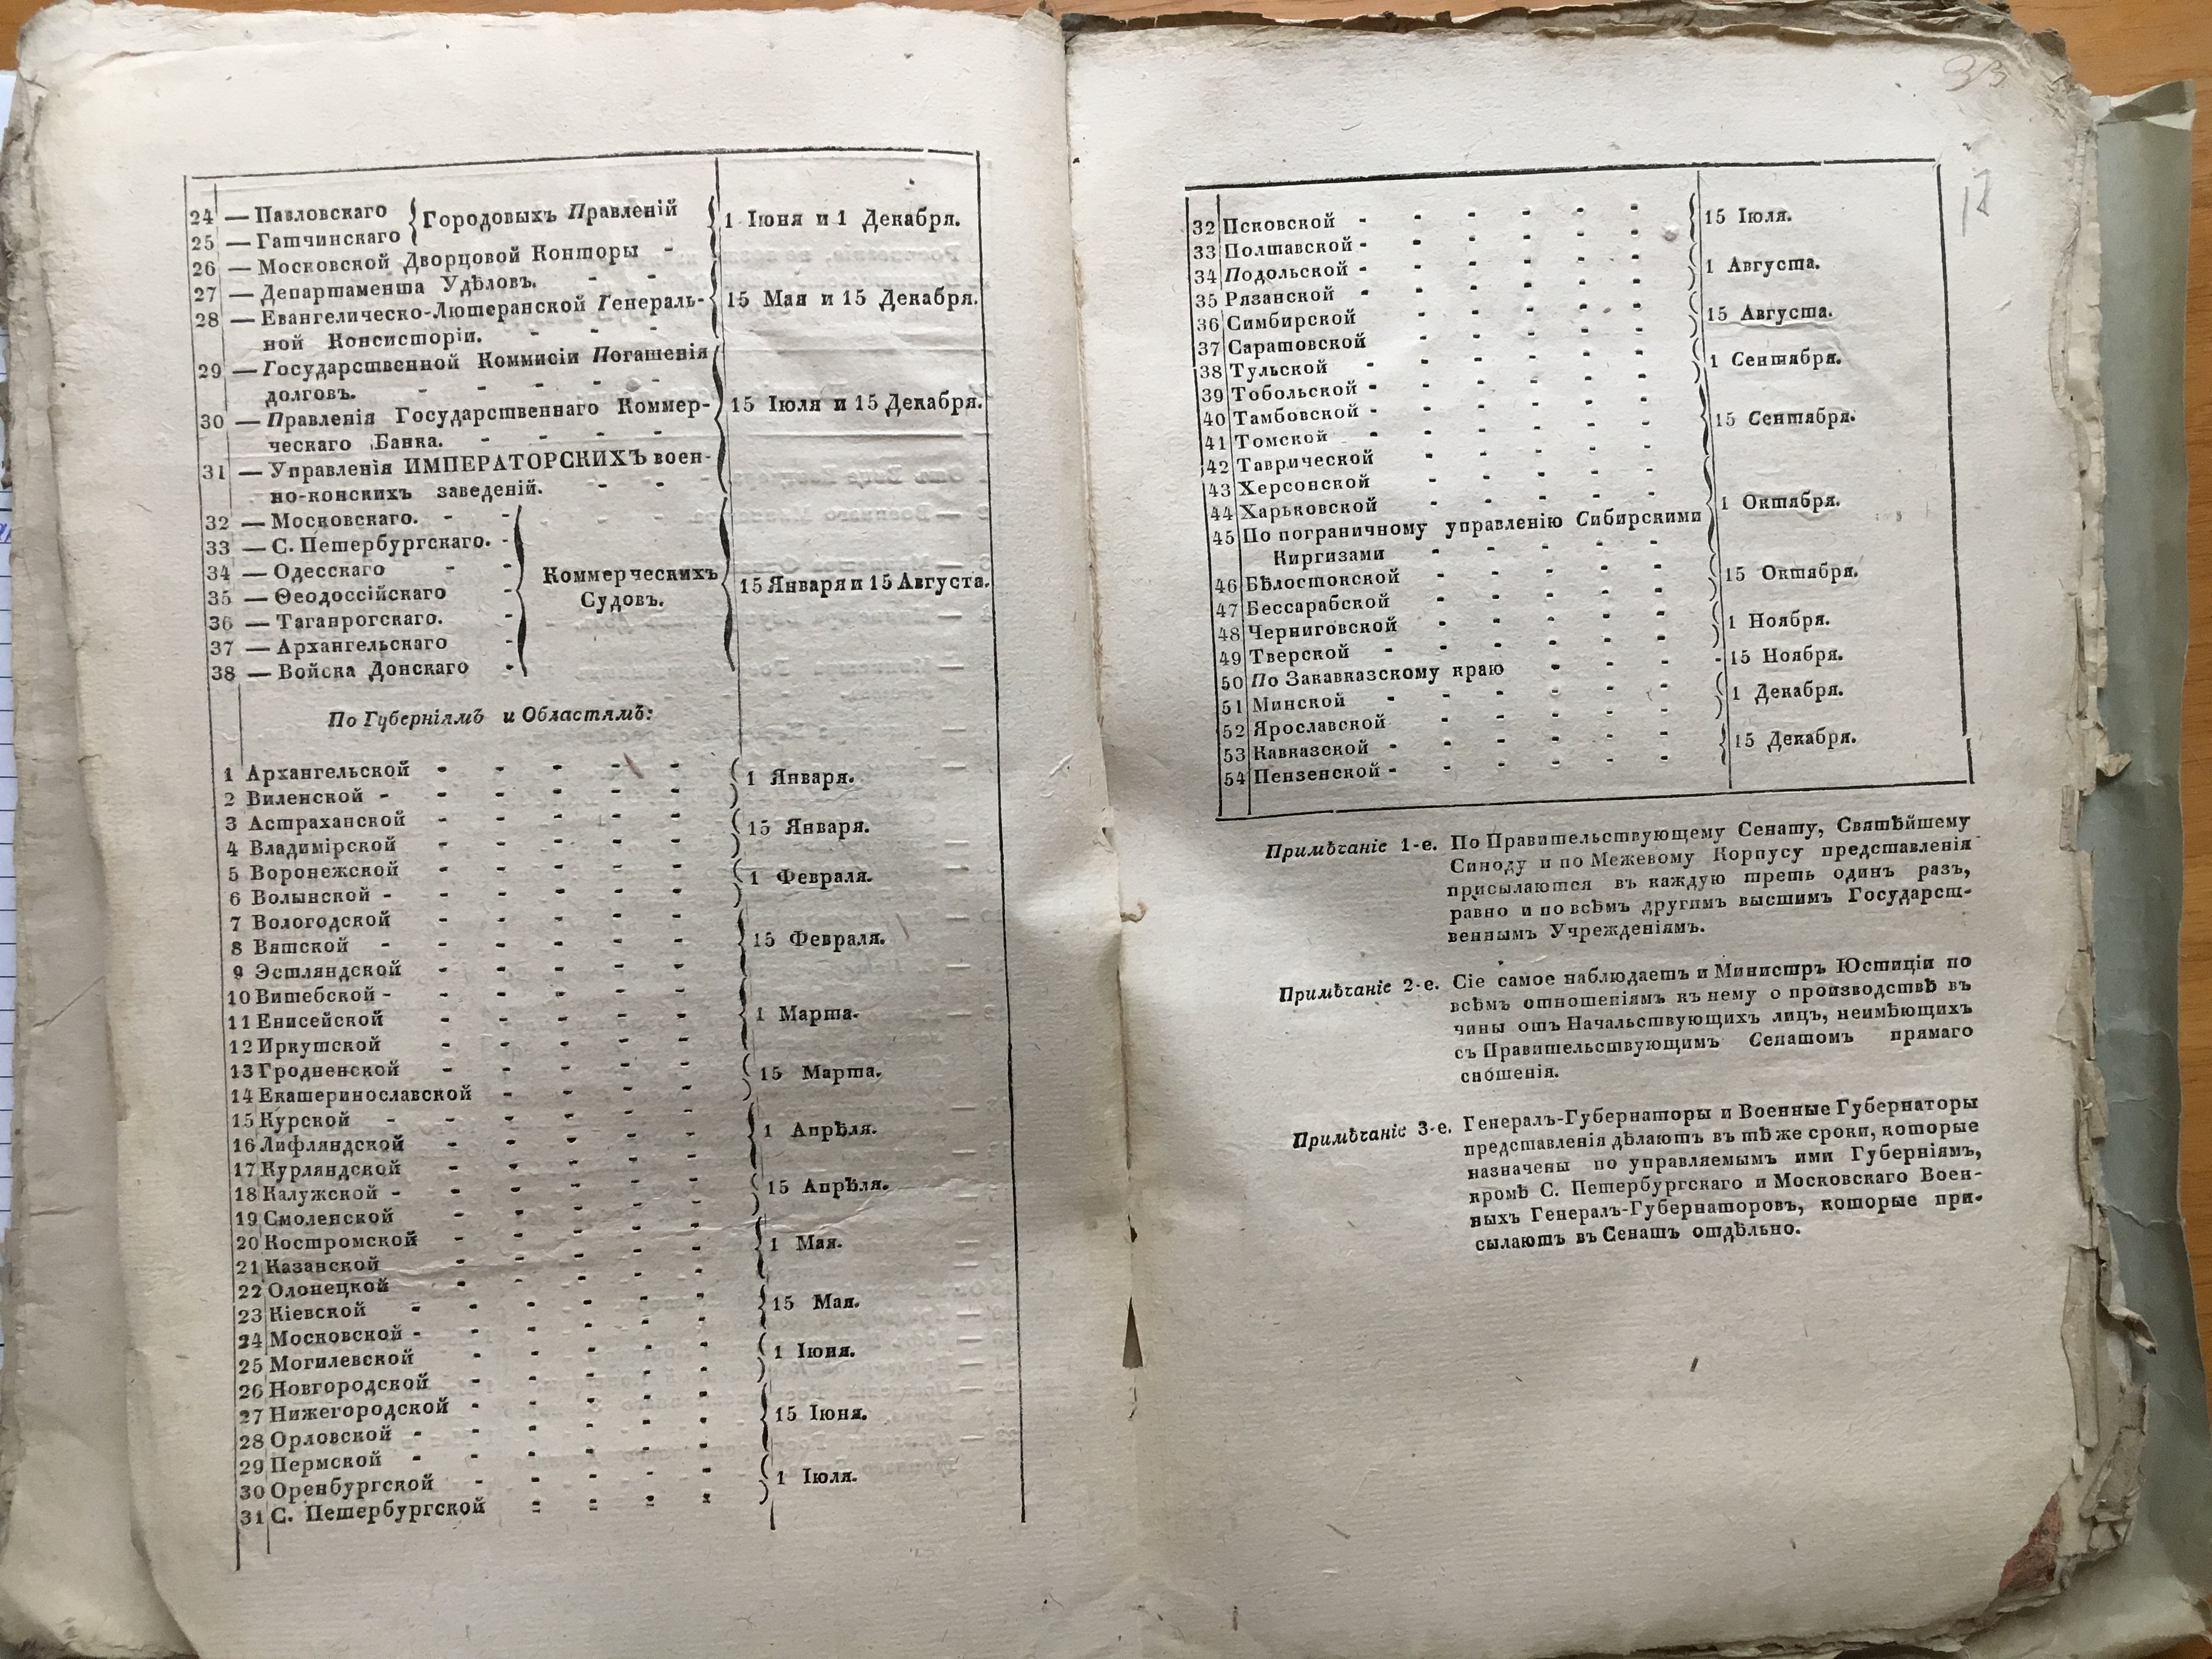 24 — Павловскаго
25 — Гатчинскаго
Городовыхъ Правленій
1 Іюня и 1 Декабря.
26 — Московской Дворцовой Конторы -
27 — Департамента Удѣловъ. - -
28 — Евангелическо-Лютеранской Генераль-
ной Консисторіи. - - -
15 Мая и 15 Декабря.
29 — Государственной Коммисіи Погашенія
долговъ. - - - - -
30 — Правленія Государственнаго Коммер-
ческаго Банка. - - - -
31 — Управленія ИМПЕРАТОРСКИХЪ воен-
но-конскихъ заведеній. - - -
15 Іюля и 15 Декабря.
32 — Московскаго. - -
33 — С. Петербургскаго. -
34 — Одесскаго - -
35 — Ѳеодоссійскаго -
36 — Таганрогскаго. -
37 — Архангельскаго -
38 — Войска Донскаго -
Коммерческихъ
Судовъ.
15 Января и 15 Августа.
По Губерніямъ и Областямъ:
1 Архангельской - - - - -
2 Виленской - - - - - -
1 Января.
3 Астраханской - - - - -
4 Владимірской - - - - -
15 Января.
5 Воронежской - - - - -
6 Волынской - - - - - -
1 Февраля.
7 Вологодской - - - - -
8 Вятской - - - - - -
9 Эстляндской - - - - -
15 Февраля.
10 Витебской - - - - - -
11 Енисейской - - - - -
12 Иркутской - - - - -
1 Марта.
13 Гродненской - - - - -
14 Екатеринославской - - - -
15 Марта.
15 Курской - - - - - -
16 Лифляндской - - - - -
17 Курляндской - - - - -
1 Апрѣля.
18 Калужской - - - - - -
19 Смоленской - - - - -
15 Апрѣля.
20 Костромской - - - - -
21 Казанской - - - - -
22 Олонецкой - - - - -
1 Мая.
23 Кіевской - - - - - -
24 Московской - - - - - -
15 Мая.
25 Могилевской - - - - -
26 Новгородской - - - - -
1 Іюня.
27 Нижегородской - - - - -
28 Орловской - - - - - -
29 Пермской - - - - - -
15 Іюня.
30 Оренбургской - - - - -
31 С. Петербургской - - - -
1 Іюля.
33
17
32 Псковской - - - - - -
33 Полтавской - - - - - -
15 Іюля.
34 Подольской - - - - - -
35 Рязанской - - - - - -
1 Августа.
36 Симбирской - - - - -
37 Саратовской - - - - -
15 Августа.
38 Тульской - - - - - -
39 Тобольской - - - - - -
1 Сентября.
40 Тамбовской - - - - - -
41 Томской - - - - - -
42 Таврической - - - - -
15 Сентября.
43 Херсонской - - - - -
44 Харьковской - - - - -
45 По пограничному управленію Сибирскими
Киргизами - - - - -
1 Октября.
46 Бѣлостокской - - - - -
47 Бессарабской - - - - -
15 Октября.
48 Черниговской - - - - -
49 Тверской - - - - - -
1 Ноября.
50 По Закавказскому краю - - - -
15 Ноября.
51 Минской - - - - - -
52 Ярославской - - - - -
1 Декабря.
53 Кавказской - - - - - -
54 Пензенской - - - - - -
15 Декабря.
Примѣчаніе 1-е. По Правительствующему Сенату, Святѣйшему
Синоду и по Межевому Корпусу представленія
присылаются въ каждую треть одинъ разъ,
равно и по всѣмъ другимъ высшимъ Государст-
веннымъ Учрежденіямъ.
Примѣчаніе 2-е. Сіе самое наблюдаетъ и Министръ Юстиціи по
всѣмъ отношеніямъ къ нему о производствѣ въ
чины отъ Начальствующихъ лицъ, неимѣющихъ
съ Правительствующимъ Сенатомъ прямаго
сношенія.
Примѣчаніе 3-е. Генералъ-Губернаторы и Военные Губернаторы
представленія дѣлаютъ въ тѣ же сроки, которые
назначены по управляемымъ ими Губерніямъ,
кромѣ С. Петербургскаго и Московскаго Воен-
ныхъ Генералъ-Губернаторовъ, которые при-
сылаютъ въ Сенатъ отдѣльно.